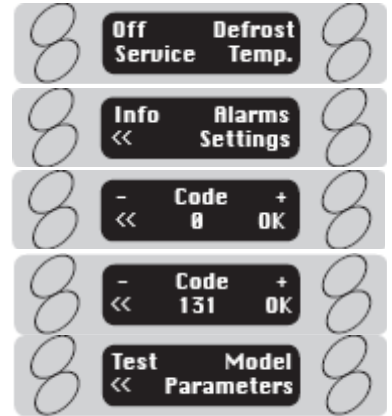 Off Defrost
Service Temp.
Info Alarms
<< Settings
- Code +
<< 0 OK
- Code +
<< 131 OK
Test Model
<< Parameters